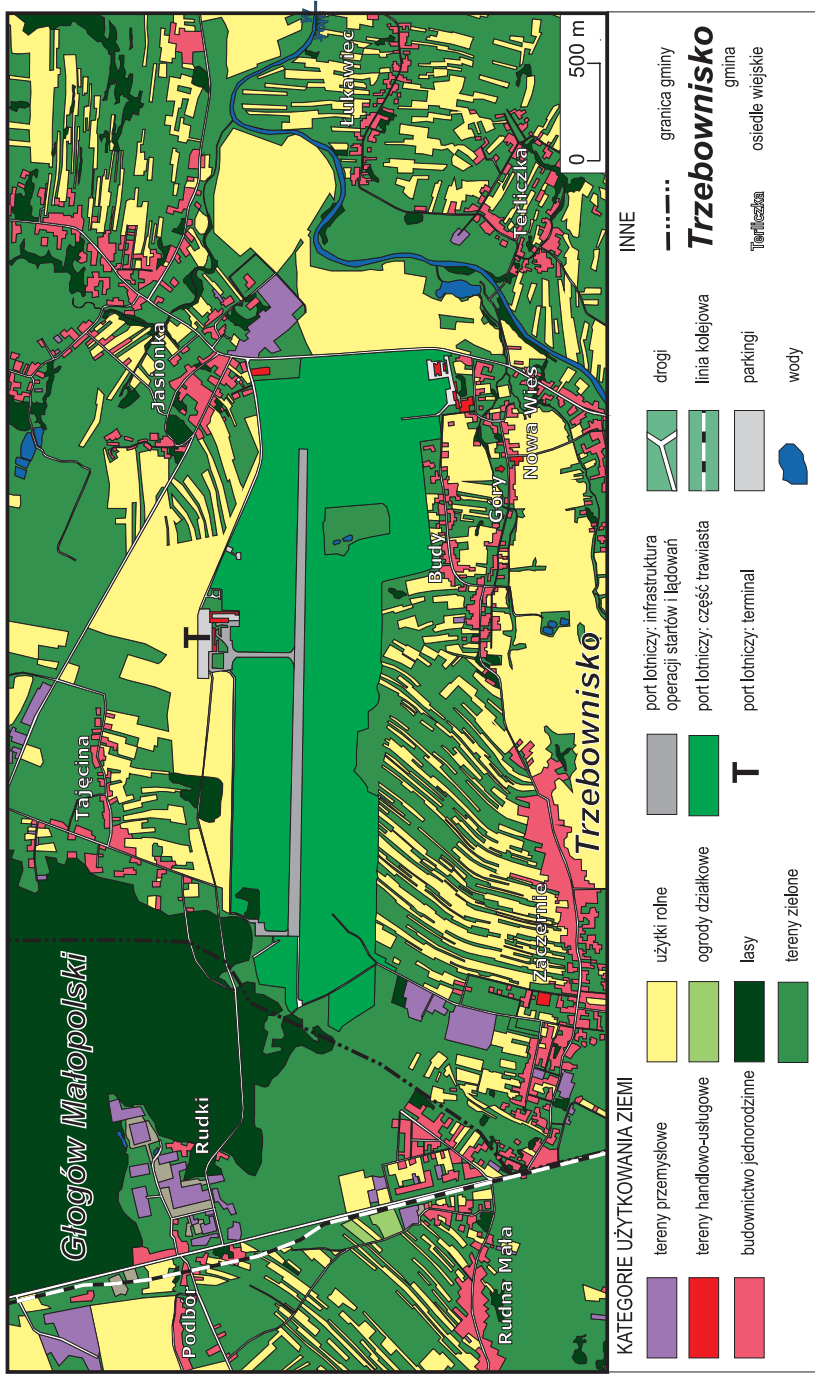 Głogów Małopolski
Rudki
Podbór
Rudna Mała
Tajęcina
Jasionka
T
Zaczernie
Trzebownisko
Budy
Góry
Nowa Wieś
Terliczka
Łukawiec
0 500 m
KATEGORIE UŻYTKOWANIA ZIEMI
tereny przemysłowe
tereny handlowo-usługowe
budownictwo jednorodzinne
użytki rolne
ogrody działkowe
lasy
tereny zielone
port lotniczy: infrastruktura
operacji startów i lądowań
port lotniczy: część trawiasta
T port lotniczy: terminal
drogi
linia kolejowa
parkingi
wody
INNE
granica gminy
Trzebownisko gmina
Terliczka osiedle wiejskie